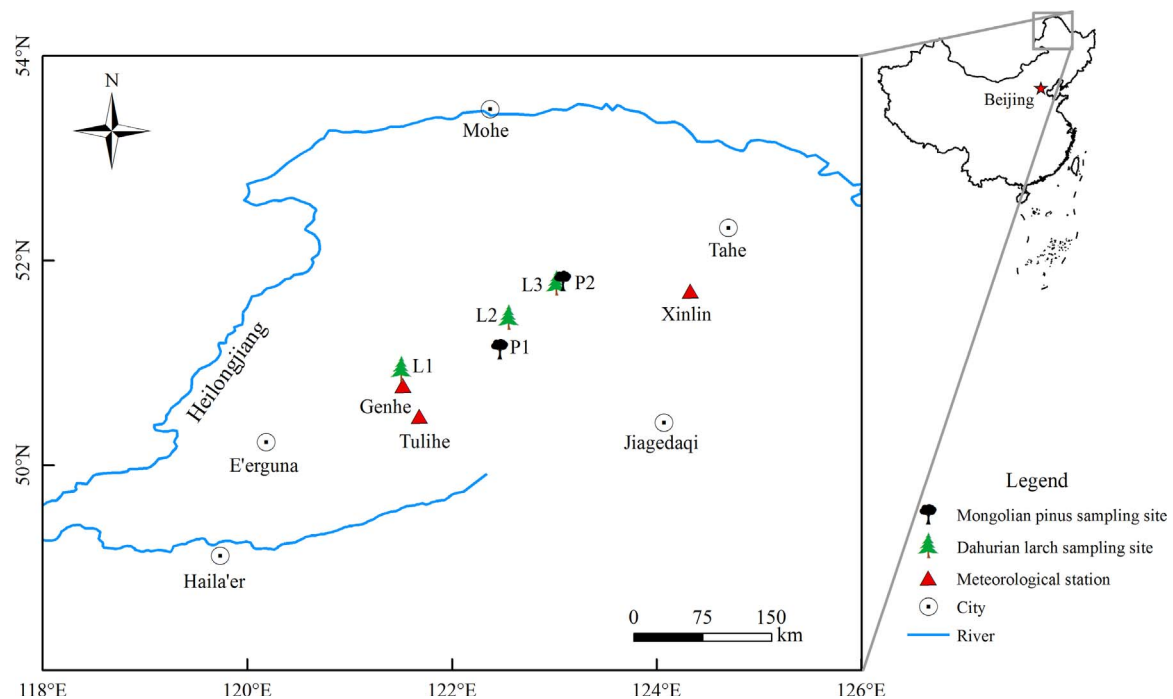 54°N
N
Mohe
Beijing
Tahe
52°N
L3
P2
Xinlin
L2
P1
L1
Genhe
Tulihe
Heilongjiang
Jiagedaqi
E'erguna
50°N
Haila'er
Legend
Mongolian pinus sampling site
Dahurian larch sampling site
Meteorological station
City
River
0 75 150
km
118°E 120°E 122°E 124°E 126°E